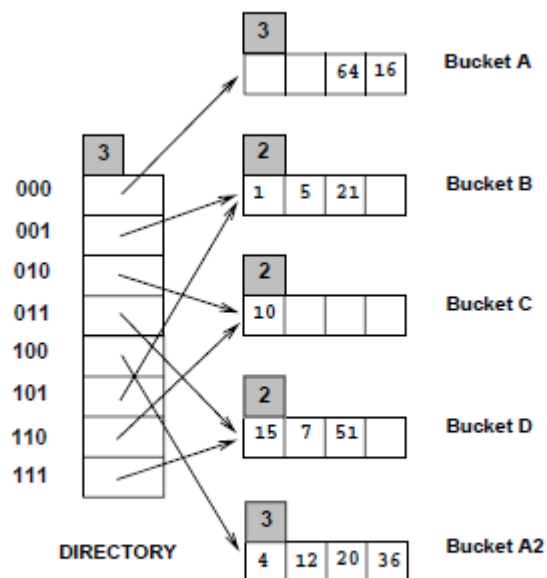 3
64 16 Bucket A
3
2
000
1 5 21 Bucket B
001
2
010
10 Bucket C
011
100
2
101
15 7 51 Bucket D
110
111
3
DIRECTORY
4 12 20 36 Bucket A2